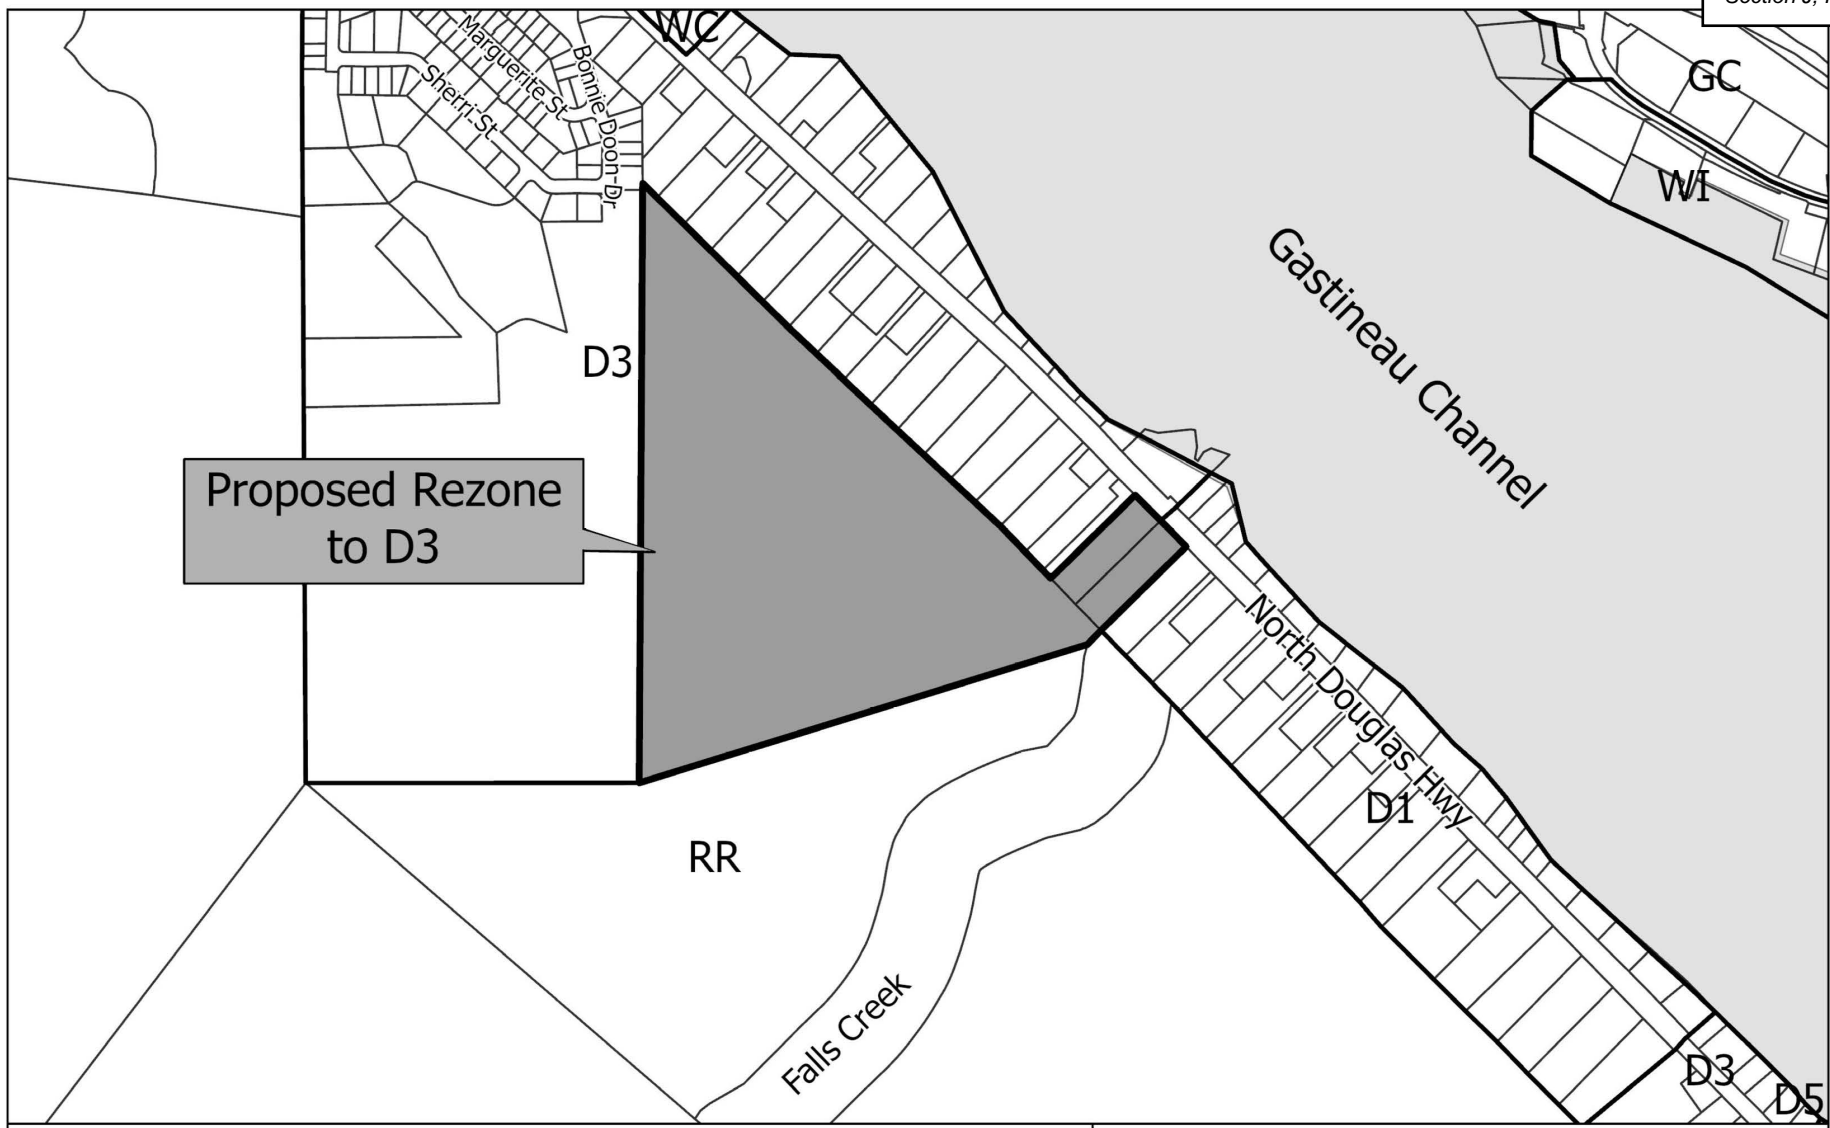 Section J,
WC
Marguerite St
Bonnie Doon Dr
Sherri St
GC
WI
Gastineau Channel
D3
Proposed Rezone
to D3
North Douglas Hwy
D1
RR
Falls Creek
D3
D5